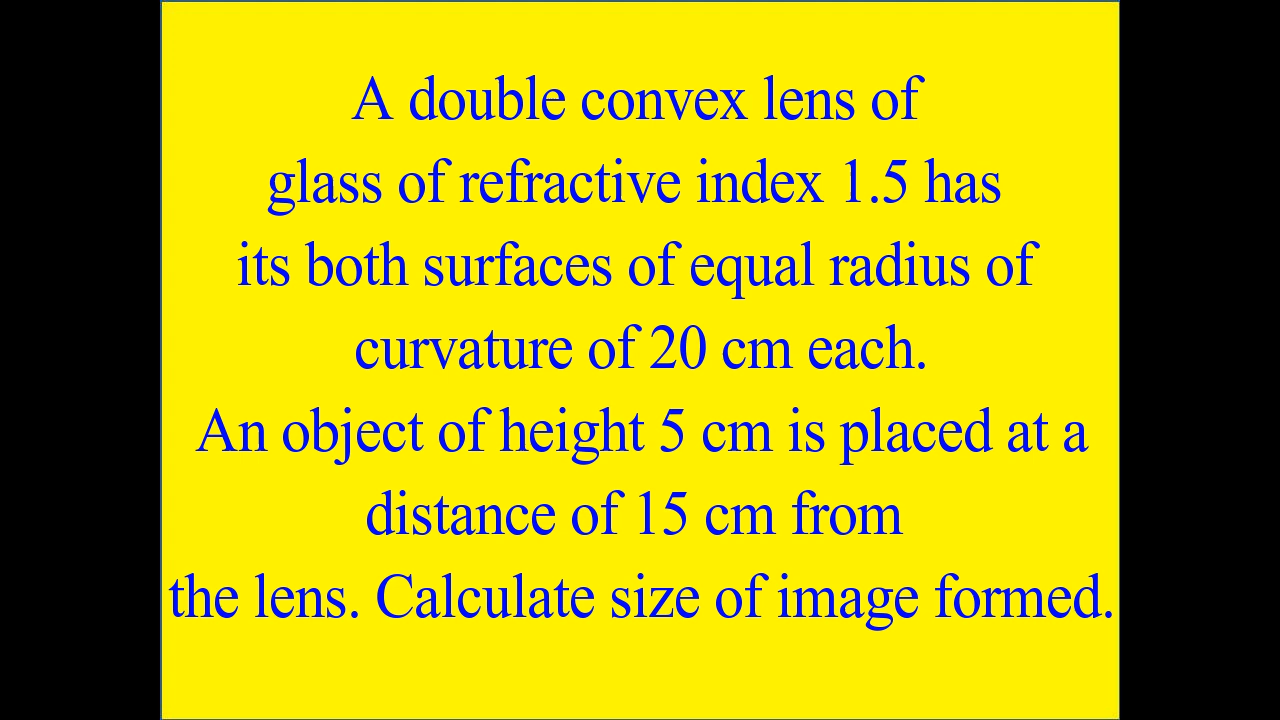 A double convex lens of
glass of refractive index 1.5 has
its both surfaces of equal radius of
curvature of 20 cm each.
An object of height 5 cm is placed at a
distance of 15 cm from
the lens. Calculate size of image formed.